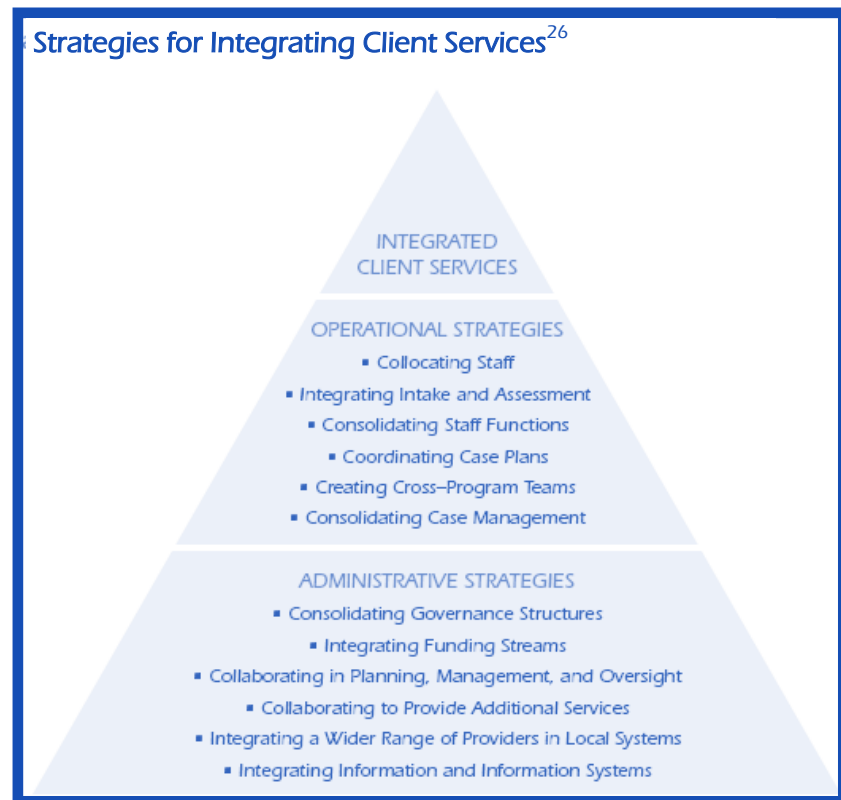 Strategies for Integrating Client Services26
INTEGRATED
CLIENT SERVICES
OPERATIONAL STRATEGIES
▪ Collocating Staff
▪ Integrating Intake and Assessment
▪ Consolidating Staff Functions
▪ Coordinating Case Plans
▪ Creating Cross–Program Teams
▪ Consolidating Case Management
ADMINISTRATIVE STRATEGIES
▪ Consolidating Governance Structures
▪ Integrating Funding Streams
▪ Collaborating in Planning, Management, and Oversight
▪ Collaborating to Provide Additional Services
▪ Integrating a Wider Range of Providers in Local Systems
▪ Integrating Information and Information Systems